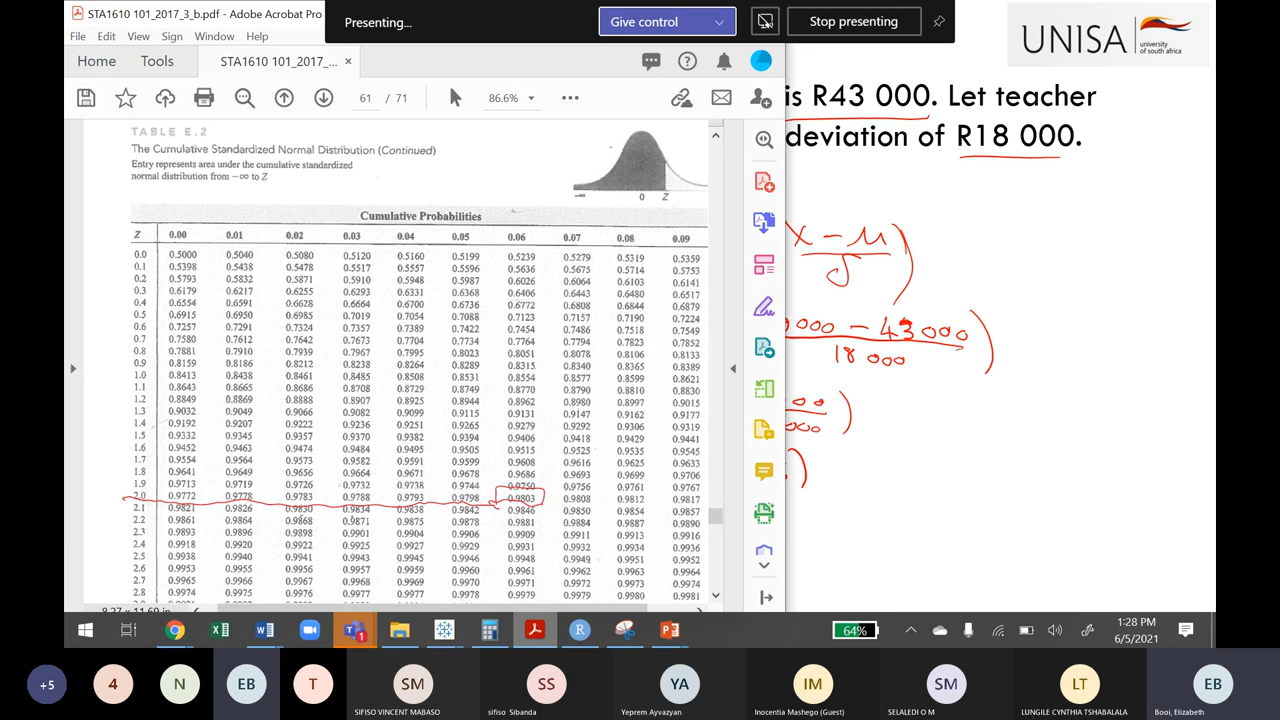 STA1610 101_2017_3_b.pdf - Adobe Acrobat Pro
Presenting...
Give control
Stop presenting
UNISA
university
of south africa
File Edit View Sign Window Help
Home Tools STA1610 101_2017_... ×
61 / 71 86.6%
is R43 000. Let teacher
deviation of R18 000.
TABLE E.2
The Cumulative Standardized Normal Distribution (Continued)
Entry represents area under the cumulative standardized
normal distribution from −∞ to Z
−∞ 0 Z
Cumulative Probabilities
Z 0.00 0.01 0.02 0.03 0.04 0.05 0.06 0.07 0.08 0.09
0.0 0.5000 0.5040 0.5080 0.5120 0.5160 0.5199 0.5239 0.5279 0.5319 0.5359
0.1 0.5398 0.5438 0.5478 0.5517 0.5557 0.5596 0.5636 0.5675 0.5714 0.5753
0.2 0.5793 0.5832 0.5871 0.5910 0.5948 0.5987 0.6026 0.6064 0.6103 0.6141
0.3 0.6179 0.6217 0.6255 0.6293 0.6331 0.6368 0.6406 0.6443 0.6480 0.6517
0.4 0.6554 0.6591 0.6628 0.6664 0.6700 0.6736 0.6772 0.6808 0.6844 0.6879
0.5 0.6915 0.6950 0.6985 0.7019 0.7054 0.7088 0.7123 0.7157 0.7190 0.7224
0.6 0.7257 0.7291 0.7324 0.7357 0.7389 0.7422 0.7454 0.7486 0.7518 0.7549
0.7 0.7580 0.7612 0.7642 0.7673 0.7704 0.7734 0.7764 0.7794 0.7823 0.7852
0.8 0.7881 0.7910 0.7939 0.7967 0.7995 0.8023 0.8051 0.8078 0.8106 0.8133
0.9 0.8159 0.8186 0.8212 0.8238 0.8264 0.8289 0.8315 0.8340 0.8365 0.8389
1.0 0.8413 0.8438 0.8461 0.8485 0.8508 0.8531 0.8554 0.8577 0.8599 0.8621
1.1 0.8643 0.8665 0.8686 0.8708 0.8729 0.8749 0.8770 0.8790 0.8810 0.8830
1.2 0.8849 0.8869 0.8888 0.8907 0.8925 0.8944 0.8962 0.8980 0.8997 0.9015
1.3 0.9032 0.9049 0.9066 0.9082 0.9099 0.9115 0.9131 0.9147 0.9162 0.9177
1.4 0.9192 0.9207 0.9222 0.9236 0.9251 0.9265 0.9279 0.9292 0.9306 0.9319
1.5 0.9332 0.9345 0.9357 0.9370 0.9382 0.9394 0.9406 0.9418 0.9429 0.9441
1.6 0.9452 0.9463 0.9474 0.9484 0.9495 0.9505 0.9515 0.9525 0.9535 0.9545
1.7 0.9554 0.9564 0.9573 0.9582 0.9591 0.9599 0.9608 0.9616 0.9625 0.9633
1.8 0.9641 0.9649 0.9656 0.9664 0.9671 0.9678 0.9686 0.9693 0.9699 0.9706
1.9 0.9713 0.9719 0.9726 0.9732 0.9738 0.9744 0.9750 0.9756 0.9761 0.9767
2.0 0.9772 0.9778 0.9783 0.9788 0.9793 0.9798 0.9803 0.9808 0.9812 0.9817
2.1 0.9821 0.9826 0.9830 0.9834 0.9838 0.9842 0.9846 0.9850 0.9854 0.9857
2.2 0.9861 0.9864 0.9868 0.9871 0.9875 0.9878 0.9881 0.9884 0.9887 0.9890
2.3 0.9893 0.9896 0.9898 0.9901 0.9904 0.9906 0.9909 0.9911 0.9913 0.9916
2.4 0.9918 0.9920 0.9922 0.9925 0.9927 0.9929 0.9931 0.9932 0.9934 0.9936
2.5 0.9938 0.9940 0.9941 0.9943 0.9945 0.9946 0.9948 0.9949 0.9951 0.9952
2.6 0.9953 0.9955 0.9956 0.9957 0.9959 0.9960 0.9961 0.9962 0.9963 0.9964
2.7 0.9965 0.9966 0.9967 0.9968 0.9969 0.9970 0.9971 0.9972 0.9973 0.9974
2.8 0.9974 0.9975 0.9976 0.9977 0.9977 0.9978 0.9979 0.9979 0.9980 0.9981
8.27 x 11.69 in
x − μ)
σ
000 − 43 000)
18 000
00)
000
)
64%
1:28 PM
6/5/2021
+5 4 N EB T SM SS YA IM SM LT EB
SIFISO VINCENT MABASO sifiso Sibanda Yeprem Ayvazyan Inocentia Mashego (Guest) SELALEDI O M LUNGILE CYNTHIA TSHABALALA Booi, Elizabeth